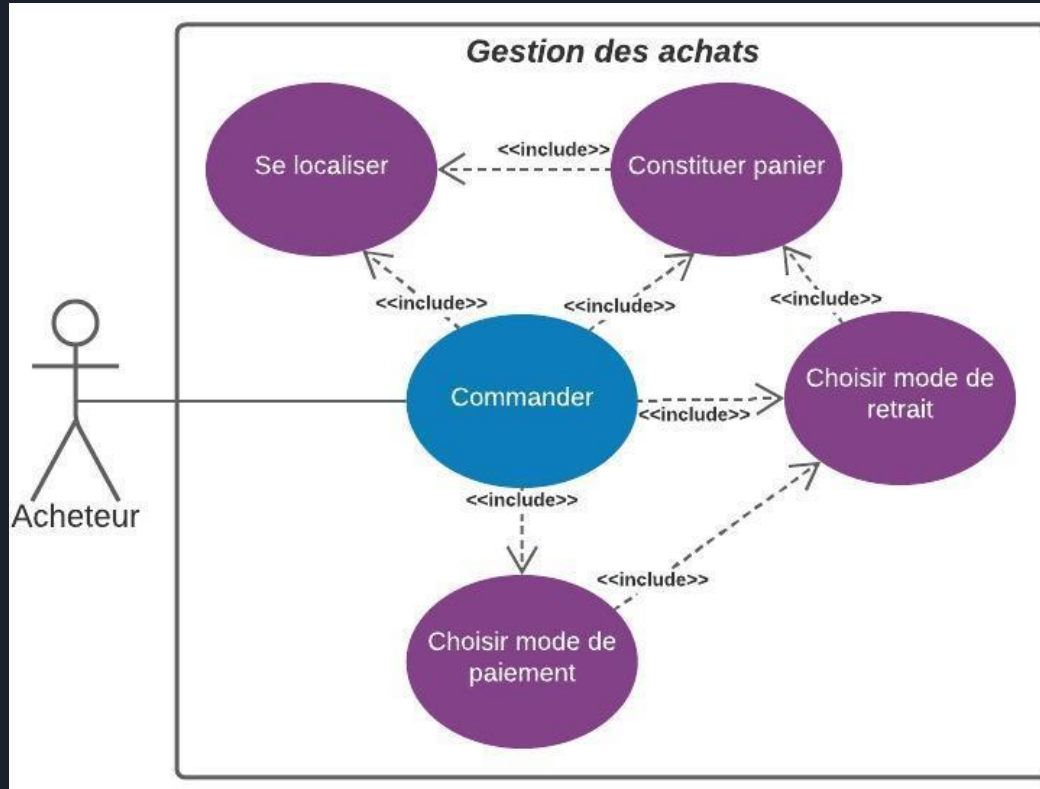 Gestion des achats
<<include>>
Se localiser
Constituer panier
<<include>>
<<include>>
<<include>>
Commander
Choisir mode de
retrait
<<include>>
<<include>>
Acheteur
<<include>>
Choisir mode de
paiement